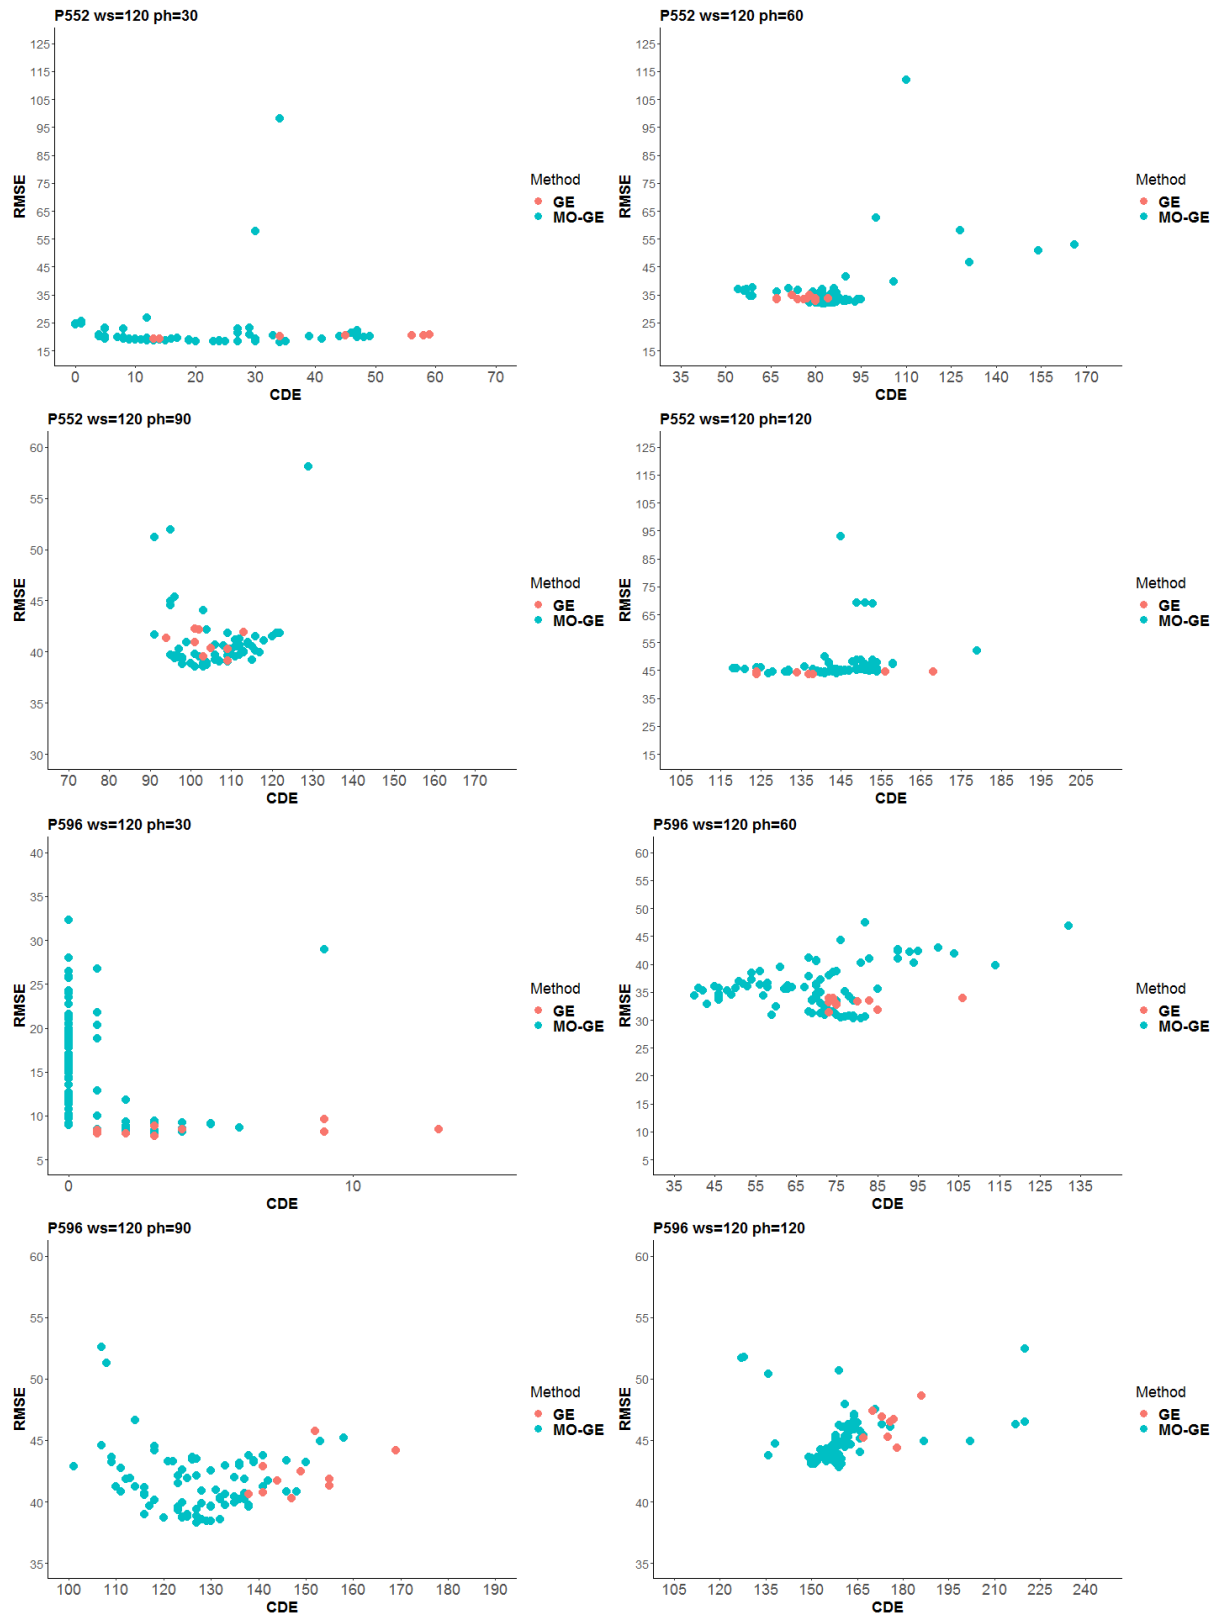 P552 ws=120 ph=30
RMSE
125
115
105
95
85
75
65
55
45
35
25
15
0 10 20 30 40 50 60 70
CDE
Method
GE
MO-GE
P552 ws=120 ph=60
RMSE
125
115
105
95
85
75
65
55
45
35
25
15
35 50 65 80 95 110 125 140 155 170
CDE
Method
GE
MO-GE
P552 ws=120 ph=90
RMSE
60
55
50
45
40
35
30
70 80 90 100 110 120 130 140 150 160 170
CDE
Method
GE
MO-GE
P552 ws=120 ph=120
RMSE
125
115
105
95
85
75
65
55
45
35
25
15
105 115 125 135 145 155 165 175 185 195 205
CDE
Method
GE
MO-GE
P596 ws=120 ph=30
RMSE
40
35
30
25
20
15
10
5
0 10
CDE
Method
GE
MO-GE
P596 ws=120 ph=60
RMSE
60
55
50
45
40
35
30
25
20
15
10
5
35 45 55 65 75 85 95 105 115 125 135
CDE
Method
GE
MO-GE
P596 ws=120 ph=90
RMSE
60
55
50
45
40
35
100 110 120 130 140 150 160 170 180 190
CDE
Method
GE
MO-GE
P596 ws=120 ph=120
RMSE
60
55
50
45
40
35
105 120 135 150 165 180 195 210 225 240
CDE
Method
GE
MO-GE